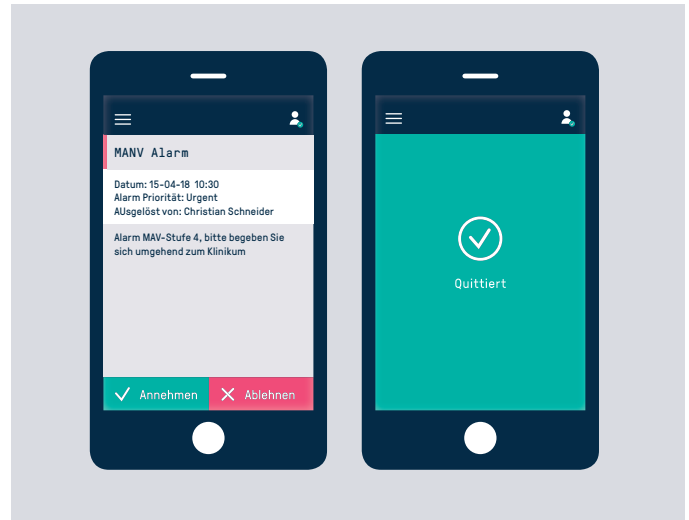 MANV Alarm
Datum: 15-04-18 10:30
Alarm Priorität: Urgent
AUsgelöst von: Christian Schneider
Alarm MAV-Stufe 4, bitte begeben Sie
sich umgehend zum Klinikum
Annehmen
Ablehnen
Quittiert